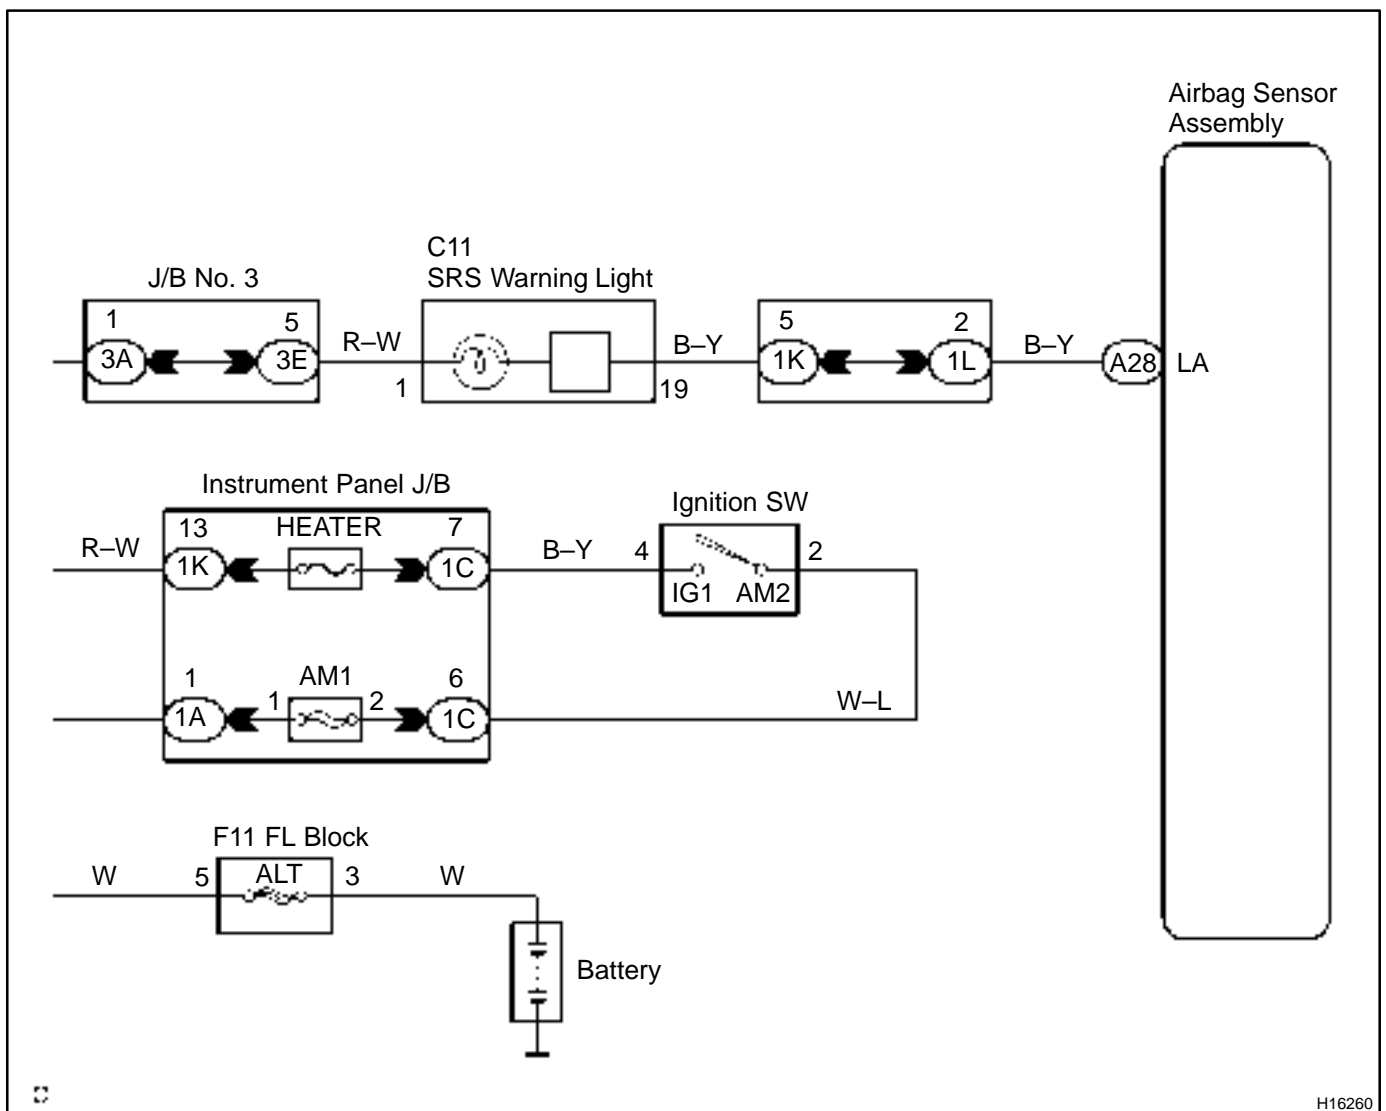 Airbag Sensor
Assembly
C11
SRS Warning Light
J/B No. 3
1
5
5
2
3A
3E
R–W
1
19
B–Y
1K
1L
B–Y
A28
LA
Instrument Panel J/B
Ignition SW
13
HEATER
7
R–W
1K
1C
B–Y
4
2
IG1
AM2
1
AM1
6
1A
1
2
1C
W–L
F11 FL Block
W
5
ALT
3
W
Battery
H16260